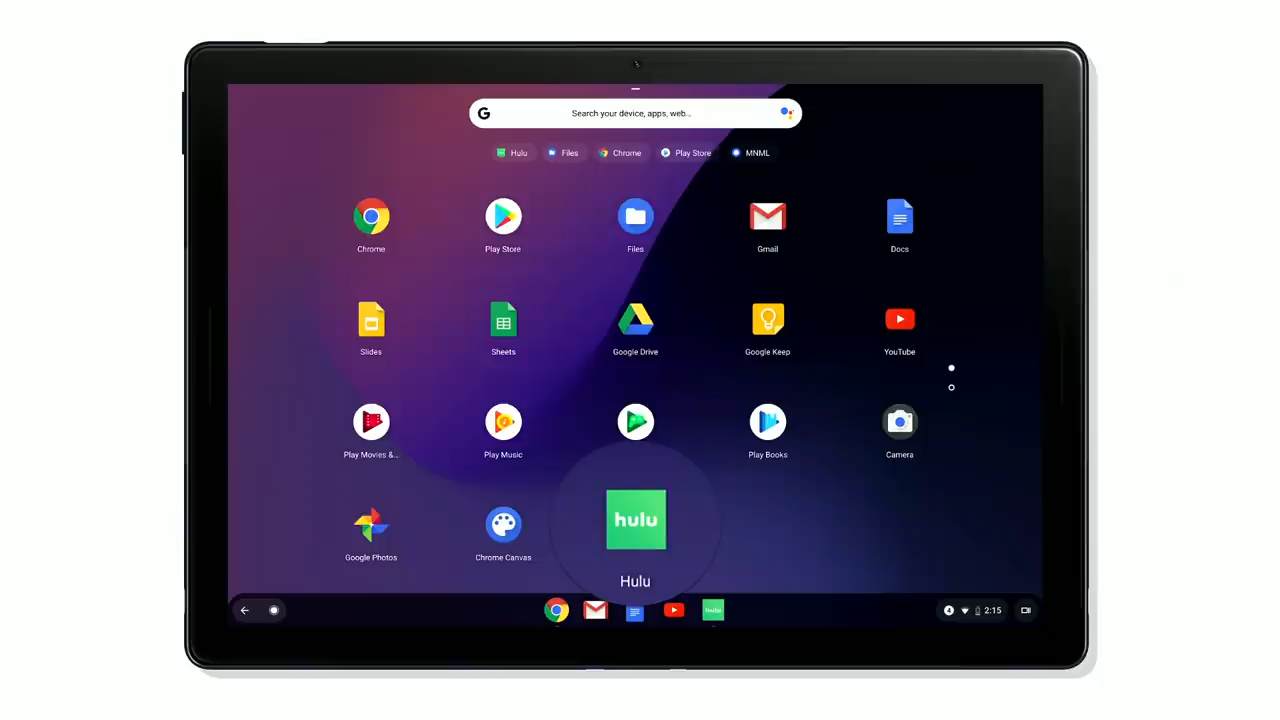 G Search your device, apps, web...
Hulu Files Chrome Play Store MNML
Chrome Play Store Files Gmail Docs
Slides Sheets Google Drive Google Keep YouTube
Play Movies &... Play Music Play Books Camera
hulu
Google Photos Chrome Canvas Hulu
hulu 4 2:15